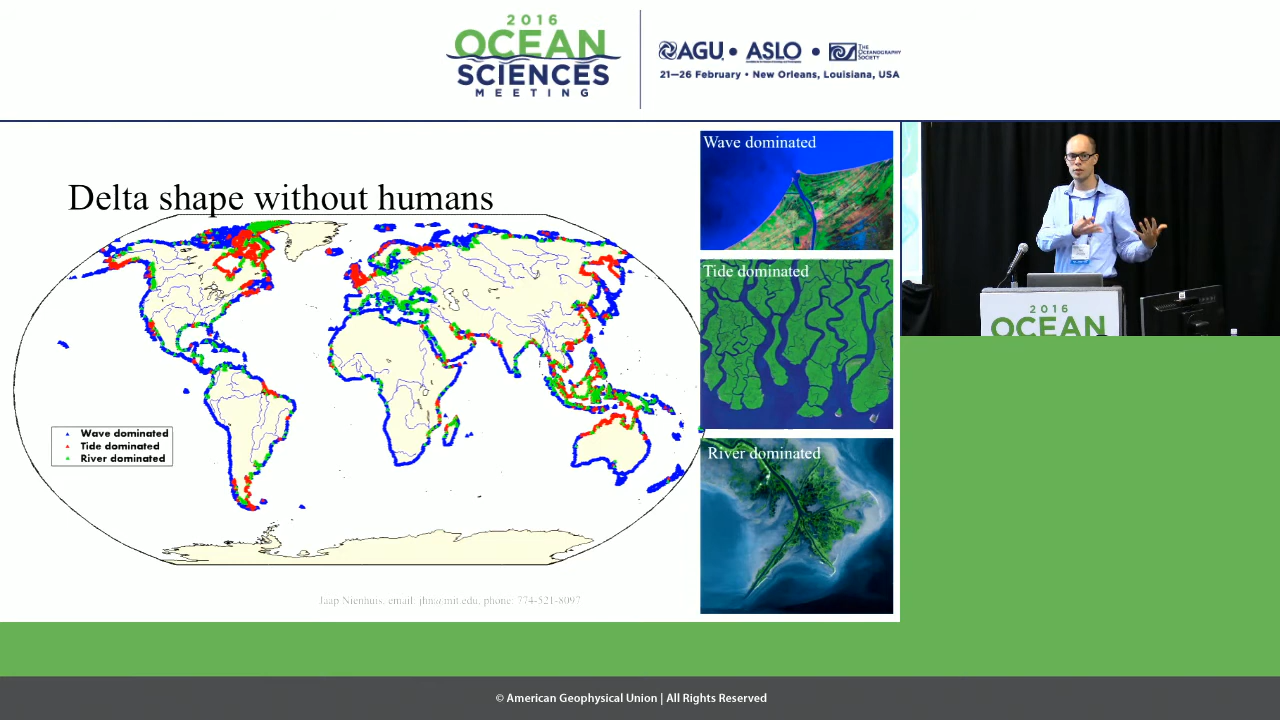 2016
OCEAN
SCIENCES
MEETING
AGU • ASLO • THE OCEANOGRAPHY SOCIETY
21—26 February • New Orleans, Louisiana, USA
Delta shape without humans
Wave dominated
Tide dominated
River dominated
Wave dominated
Tide dominated
River dominated
Jaap Nienhuis, email: jhn@mit.edu, phone: 774-521-8097
2016
OCEAN
© American Geophysical Union | All Rights Reserved